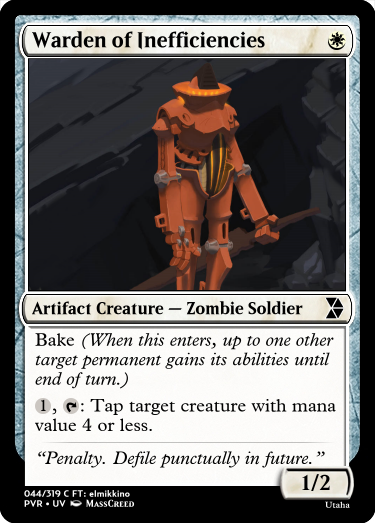 Warden of Inefficiencies
Artifact Creature — Zombie Soldier
Bake (When this enters, up to one other
target permanent gains its abilities until
end of turn.)
1, : Tap target creature with mana
value 4 or less.
“Penalty. Defile punctually in future.”
1/2
044/319 C FT: elmikkino
PVR • UV MassCreed
Utaha